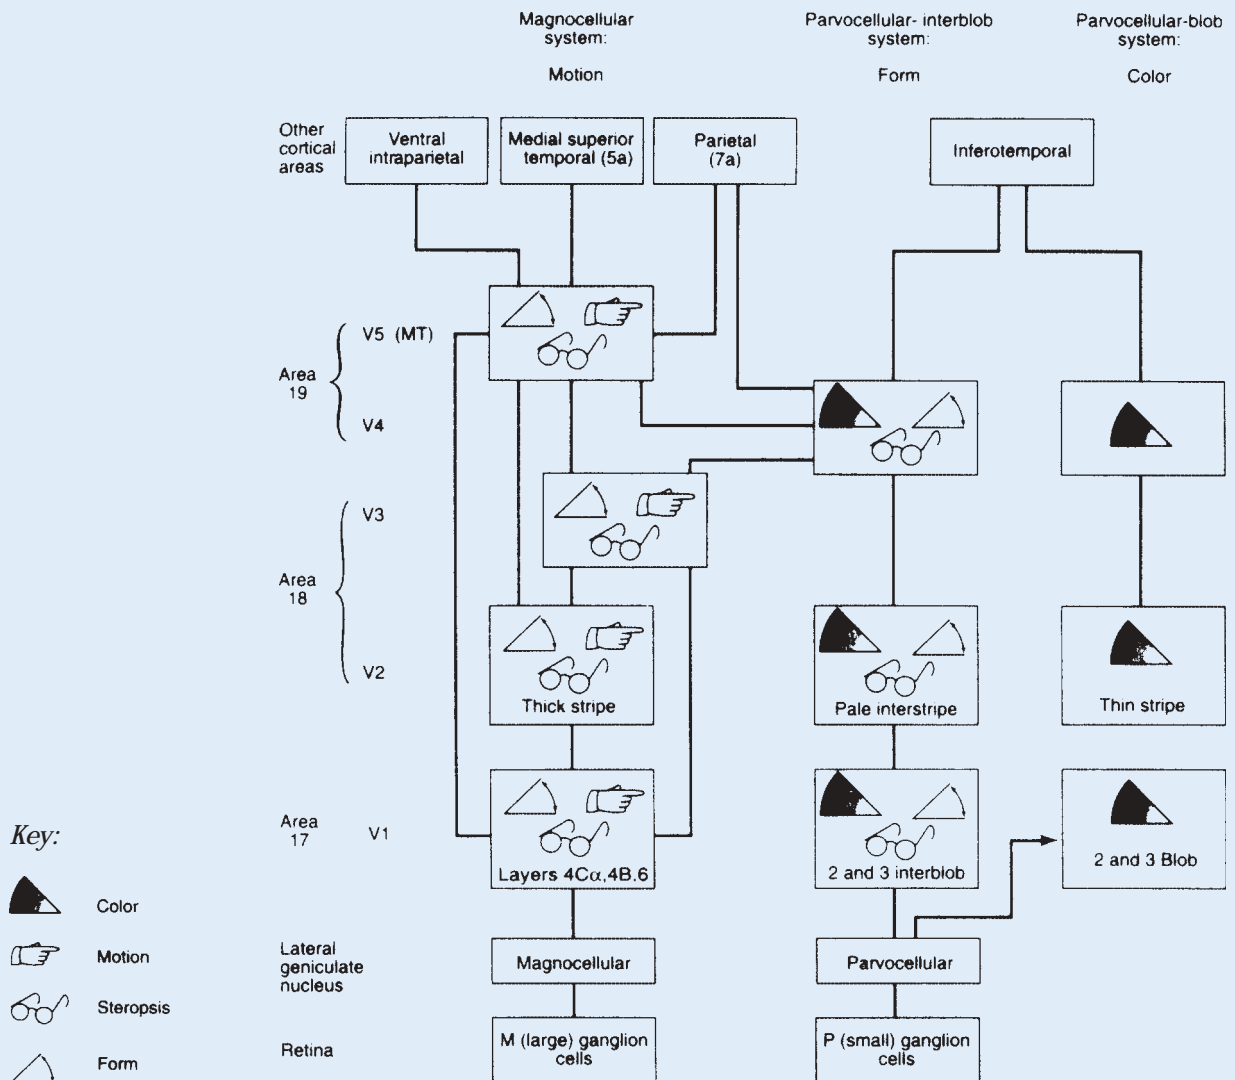 Magnocellular
system:
Motion
Parvocellular- interblob
system:
Form
Parvocellular-blob
system:
Color
Other
cortical
areas
Ventral
intraparietal
Medial superior
temporal (5a)
Parietal
(7a)
Inferotemporal
V5 (MT)
Area
19
V4
V3
Area
18
V2
Thick stripe
Pale interstripe
Thin stripe
Area
17
V1
Layers 4Cα,4B,6
2 and 3 interblob
2 and 3 Blob
Key:
Color
Motion
Steropsis
Form
Lateral
geniculate
nucleus
Magnocellular
Parvocellular
Retina
M (large) ganglion
cells
P (small) ganglion
cells